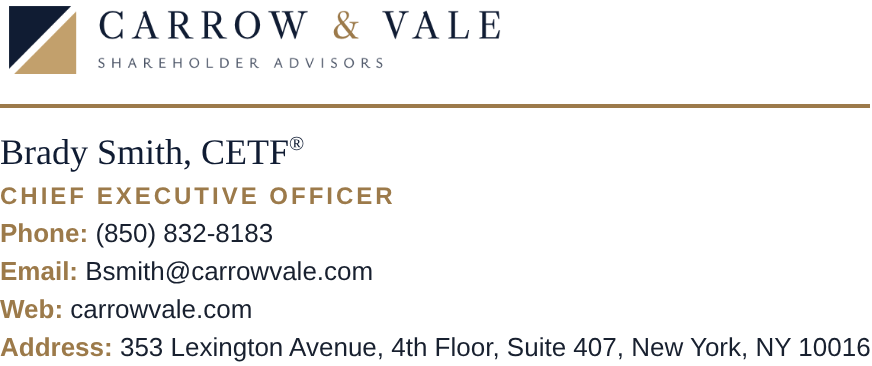 CARROW & VALE
SHAREHOLDER ADVISORS
Brady Smith, CETF®
CHIEF EXECUTIVE OFFICER
Phone: (850) 832-8183
Email: Bsmith@carrowvale.com
Web: carrowvale.com
Address: 353 Lexington Avenue, 4th Floor, Suite 407, New York, NY 10016